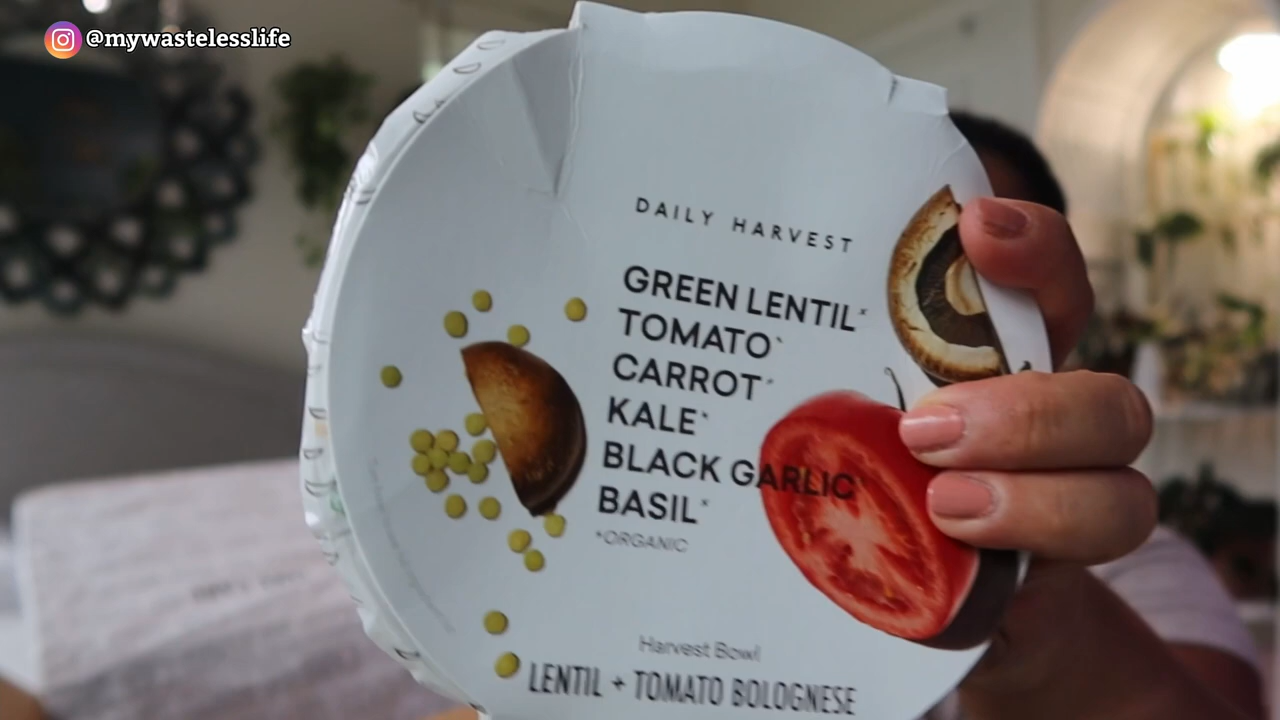 @mywastelesslife
DAILY HARVEST
GREEN LENTIL*
TOMATO*
CARROT*
KALE*
BLACK GARLIC*
BASIL*
*ORGANIC
Harvest Bowl
LENTIL + TOMATO BOLOGNESE